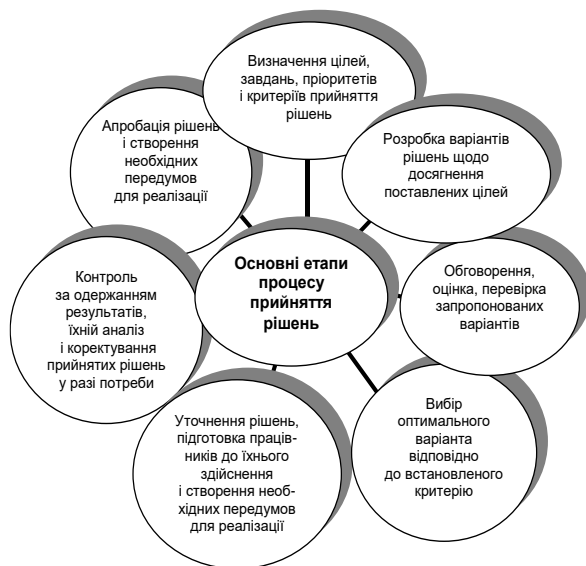 Визначення цілей,
завдань, пріоритетів
і критеріїв прийняття
рішень
Розробка варіантів
рішень щодо
досягнення
поставлених цілей
Обговорення,
оцінка, перевірка
запропонованих
варіантів
Вибір
оптимального
варіанта
відповідно
до встановленого
критерію
Уточнення рішень,
підготовка праців-
ників до їхнього
здійснення
і створення необ-
хідних передумов
для реалізації
Контроль
за одержанням
результатів,
їхній аналіз
і коректування
прийнятих рішень
у разі потреби
Апробація рішень
і створення
необхідних
передумов
для реалізації
Основні етапи
процесу
прийняття
рішень